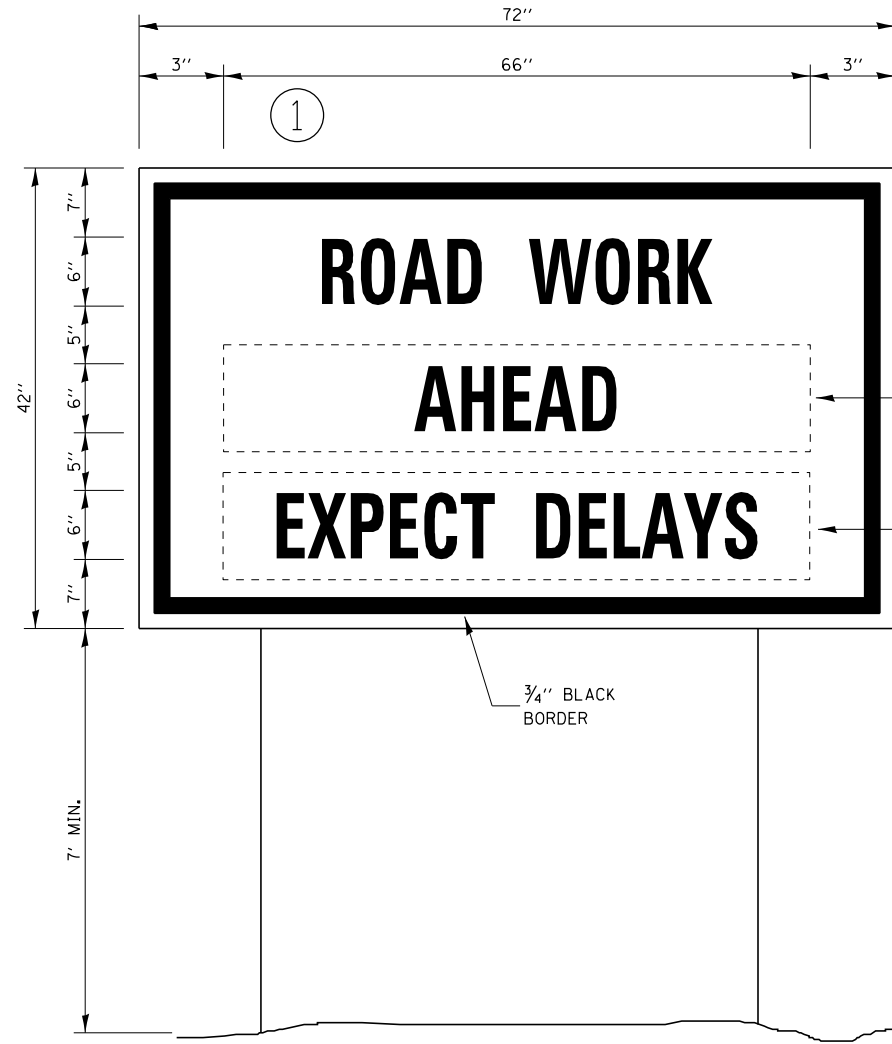 72''
3'' 66'' 3''
1
7''
6''
5''
6''
5''
6''
7''
42''
ROAD WORK
AHEAD
EXPECT DELAYS
3/4'' BLACK
BORDER
7' MIN.